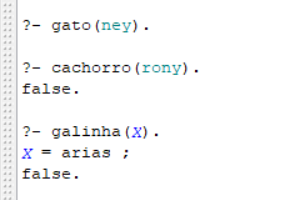 ?- gato(ney).
?- cachorro(rony).
false.
?- galinha(X).
X = arias ;
false.